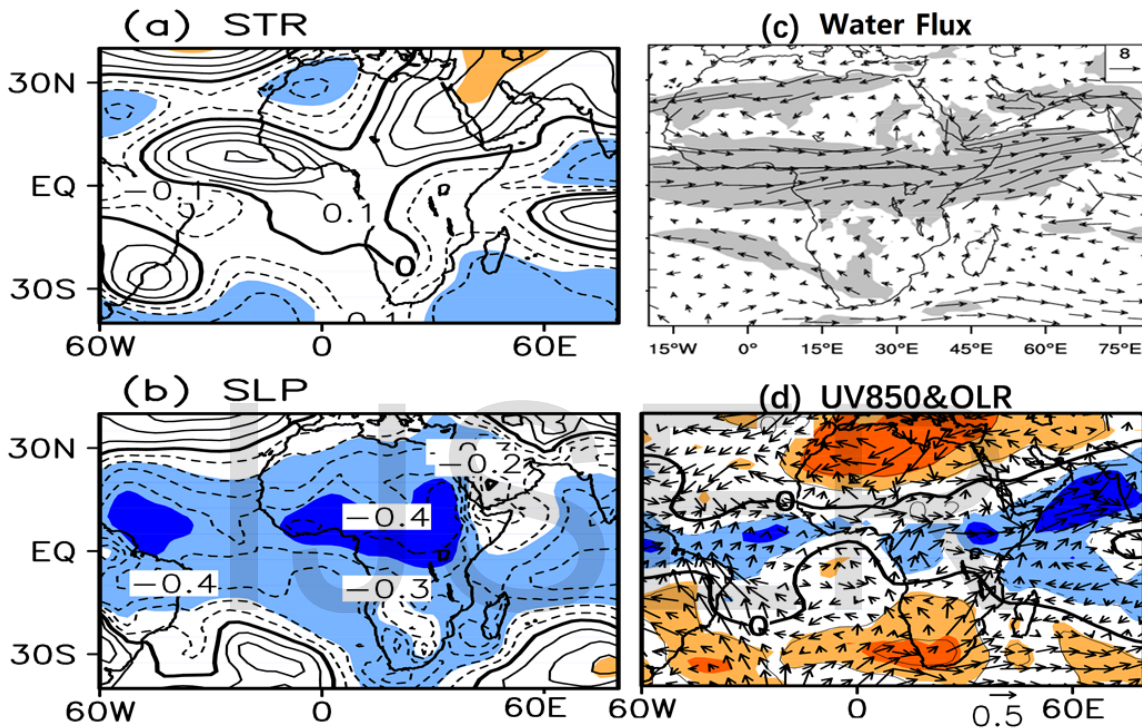 (a) STR
30N
EQ
30S
-0.1
0.1
0
0.1
60W
0
60E
(c) Water Flux
8
15°W
0°
15°E
30°E
45°E
60°E
75°E
(b) SLP
30N
EQ
30S
-0.2
-0.4
-0.3
-0.4
60W
0
60E
(d) UV850&OLR
0
0.2
0
0
60E
0.5